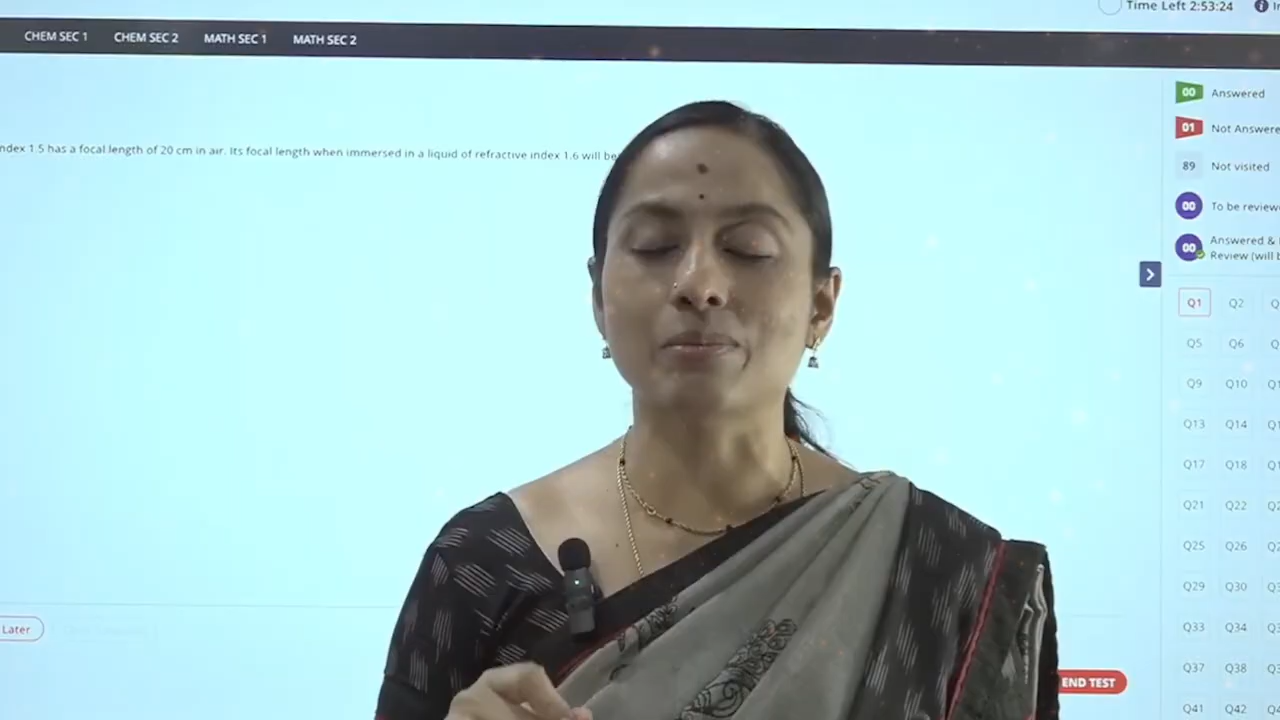 Time Left 2:53:24
CHEM SEC 1 CHEM SEC 2 MATH SEC 1 MATH SEC 2
00 Answered
01 Not Answere
ndex 1.5 has a focal length of 20 cm in air. Its focal length when immersed in a liquid of refractive index 1.6 will be
89 Not visited
00 To be review
00 Answered &
Review (will
Q1 Q2
Q5 Q6
Q9 Q10
Q13 Q14
Q17 Q18
Q21 Q22
Q25 Q26
Q29 Q30
Q33 Q34
Later
Q37 Q38
END TEST
Q41 Q42